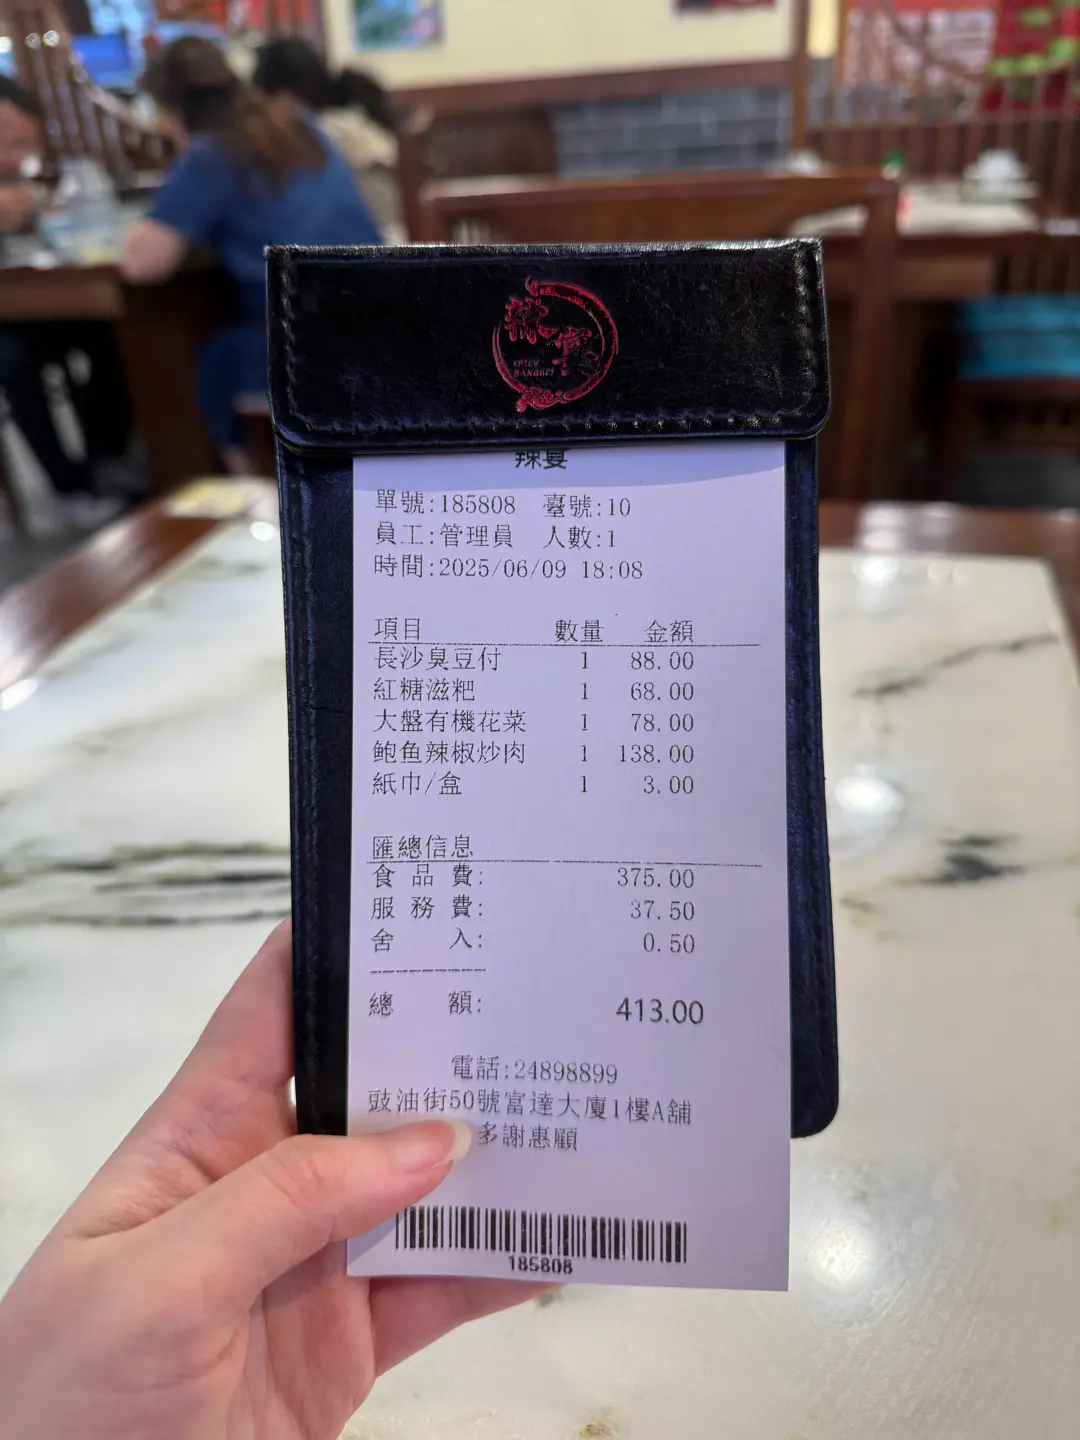 辣宴
SPICY
BANQUET
辣宴
單號:185808 臺號:10
員工:管理員 人數:1
時間:2025/06/09 18:08
項目 數量 金額
長沙臭豆付 1 88.00
紅糖滋粑 1 68.00
大盤有機花菜 1 78.00
鮑鱼辣椒炒肉 1 138.00
紙巾/盒 1 3.00
匯總信息
食品費: 375.00
服務費: 37.50
舍入: 0.50
總額: 413.00
電話:24898899
豉油街50號富達大廈1樓A舖
多謝惠顧
185808